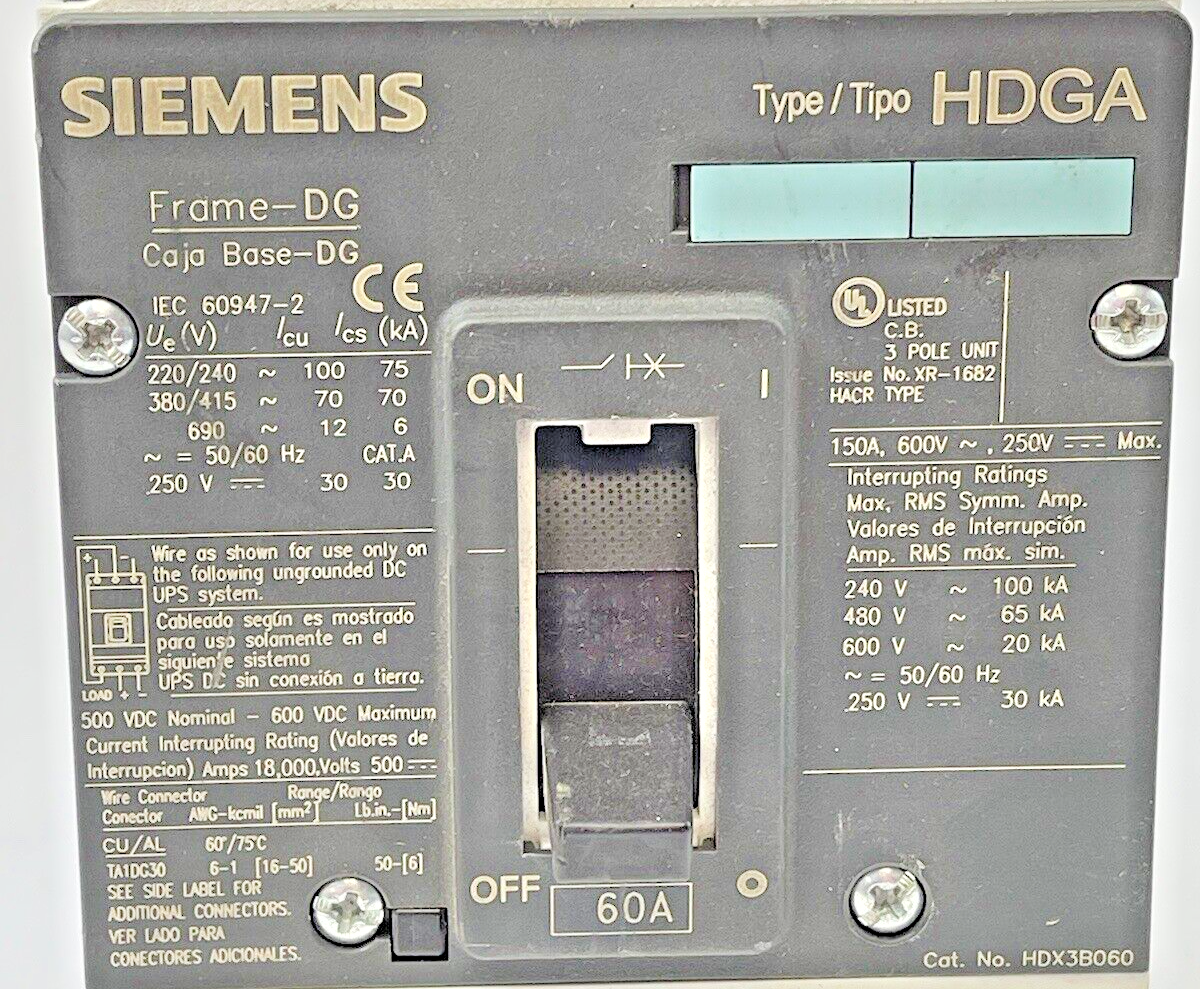 SIEMENS
Type / Tipo HDGA
Frame-DG
Caja Base-DG
CE
IEC 60947-2
Ue (V) Icu Ics (kA)
220/240 ~ 100 75
380/415 ~ 70 70
690 ~ 12 6
~ = 50/60 Hz CAT.A
250 V ⎓ 30 30
Wire as shown for use only on
the following ungrounded DC
UPS system.
Cableado según es mostrado
para uso solamente en el
siguiente sistema
UPS DC sin conexión a tierra.
+ -
LOAD + -
500 VDC Nominal - 600 VDC Maximum
Current Interrupting Rating (Valores de
Interrupcion) Amps 18,000,Volts 500 ⎓
Wire Connector Range/Rango
Conector AWG-kcmil [mm²] Lb.in.-[Nm]
CU/AL 60°/75°C
TA1DG30 6-1 [16-50] 50-[6]
SEE SIDE LABEL FOR
ADDITIONAL CONNECTORS.
VER LADO PARA
CONECTORES ADICIONALES.
ON I
OFF O
60A
UL LISTED
C.B.
3 POLE UNIT
Issue No. XR-1682
HACR TYPE
150A, 600V ~ , 250V ⎓ Max.
Interrupting Ratings
Max, RMS Symm. Amp.
Valores de Interrupción
Amp. RMS máx. sim.
240 V ~ 100 kA
480 V ~ 65 kA
600 V ~ 20 kA
~ = 50/60 Hz
250 V ⎓ 30 kA
Cat. No. HDX3B060